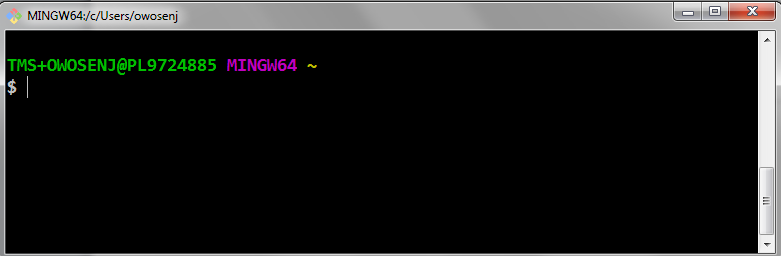 MINGW64:/c/Users/owosenj
TMS+OWOSENJ@PL9724885 MINGW64 ~
$